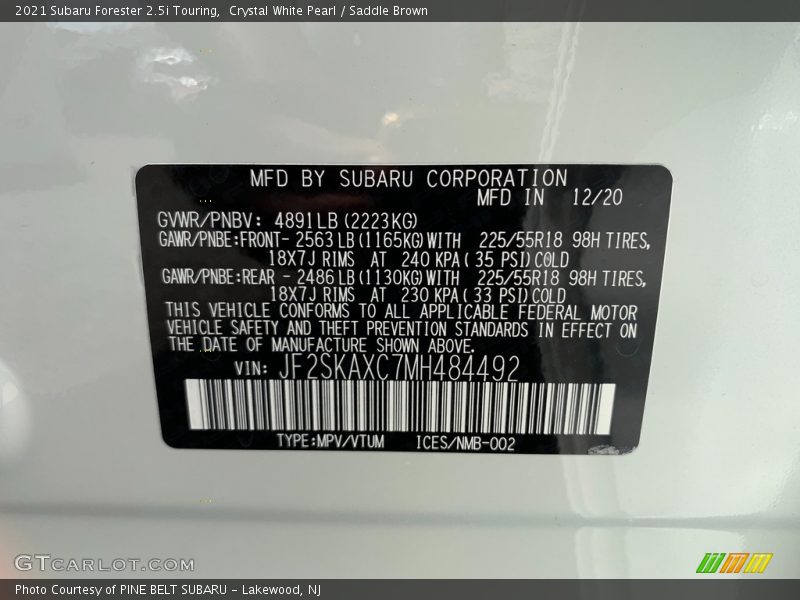 2021 Subaru Forester 2.5i Touring,  Crystal White Pearl / Saddle Brown
MFD BY SUBARU CORPORATION
MFD IN 12/20
GVWR/PNBV: 4891LB (2223KG)
GAWR/PNBE:FRONT- 2563 LB (1165KG) WITH 225/55R18 98H TIRES,
18X7J RIMS AT 240 KPA ( 35 PSI) COLD
GAWR/PNBE:REAR - 2486 LB (1130KG) WITH 225/55R18 98H TIRES,
18X7J RIMS AT 230 KPA ( 33 PSI) COLD
THIS VEHICLE CONFORMS TO ALL APPLICABLE FEDERAL MOTOR
VEHICLE SAFETY AND THEFT PREVENTION STANDARDS IN EFFECT ON
THE DATE OF MANUFACTURE SHOWN ABOVE.
VIN: JF2SKAXC7MH484492
TYPE:MPV/VTUM ICES/NMB-002
GTCARLOT.COM
Photo Courtesy of PINE BELT SUBARU - Lakewood, NJ